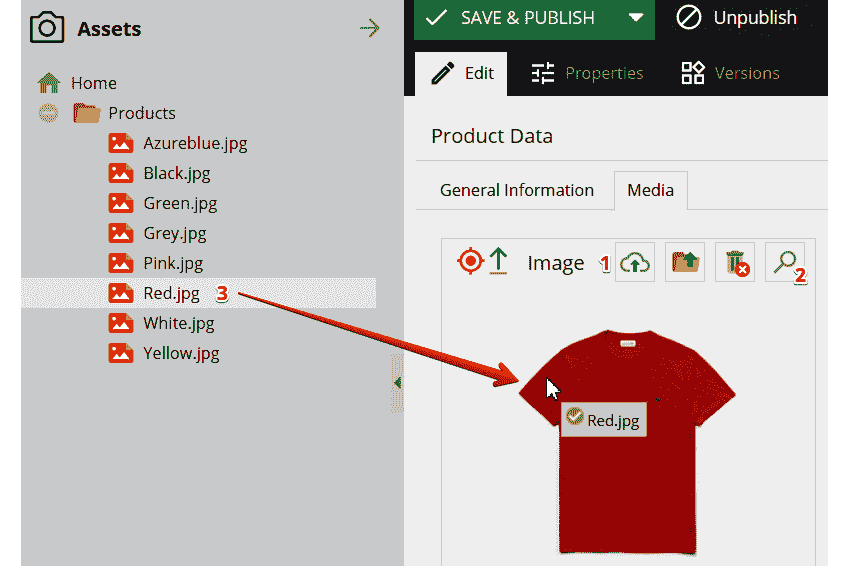 Assets
Home
Products
Azureblue.jpg
Black.jpg
Green.jpg
Grey.jpg
Pink.jpg
Red.jpg 3
White.jpg
Yellow.jpg
SAVE & PUBLISH
Unpublish
Edit
Properties
Versions
Product Data
General Information
Media
Image 1
2
Red.jpg